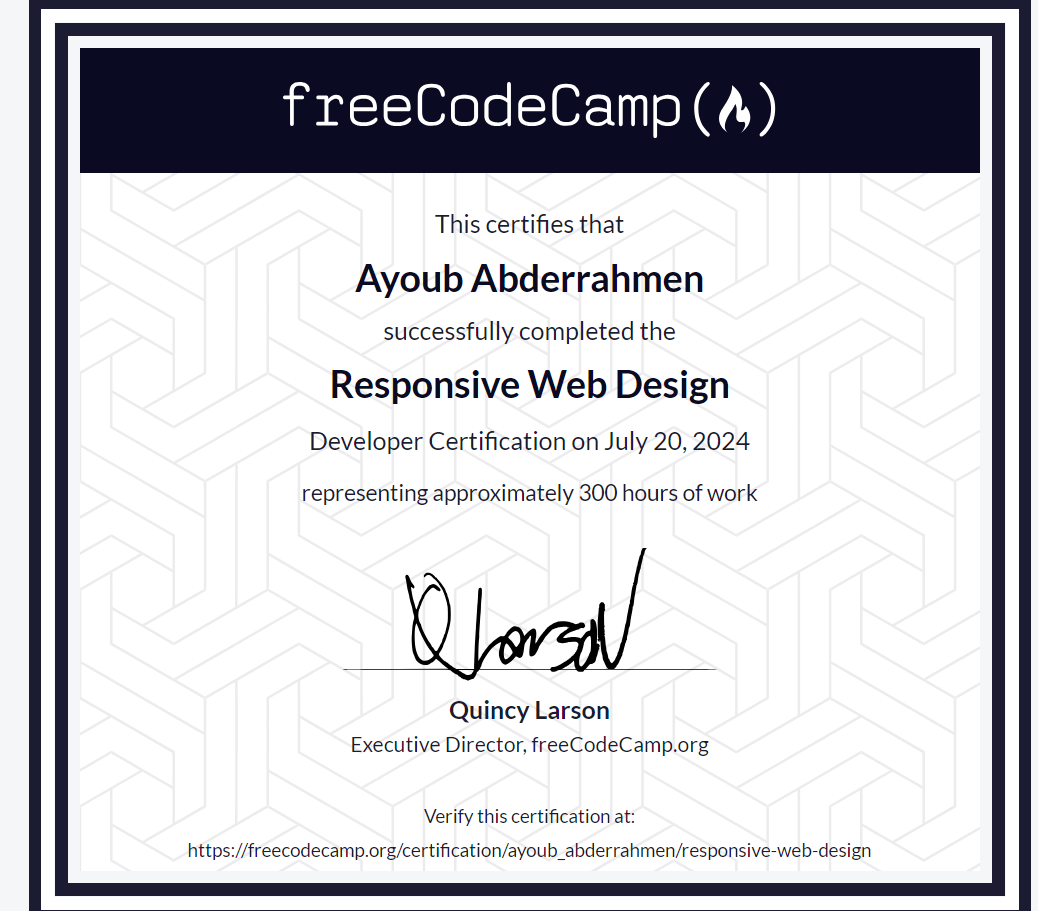 freeCodeCamp
This certifies that
Ayoub Abderrahmen
successfully completed the
Responsive Web Design
Developer Certification on July 20, 2024
representing approximately 300 hours of work
QLarson
Quincy Larson
Executive Director, freeCodeCamp.org
Verify this certification at:
https://freecodecamp.org/certification/ayoub_abderrahmen/responsive-web-design